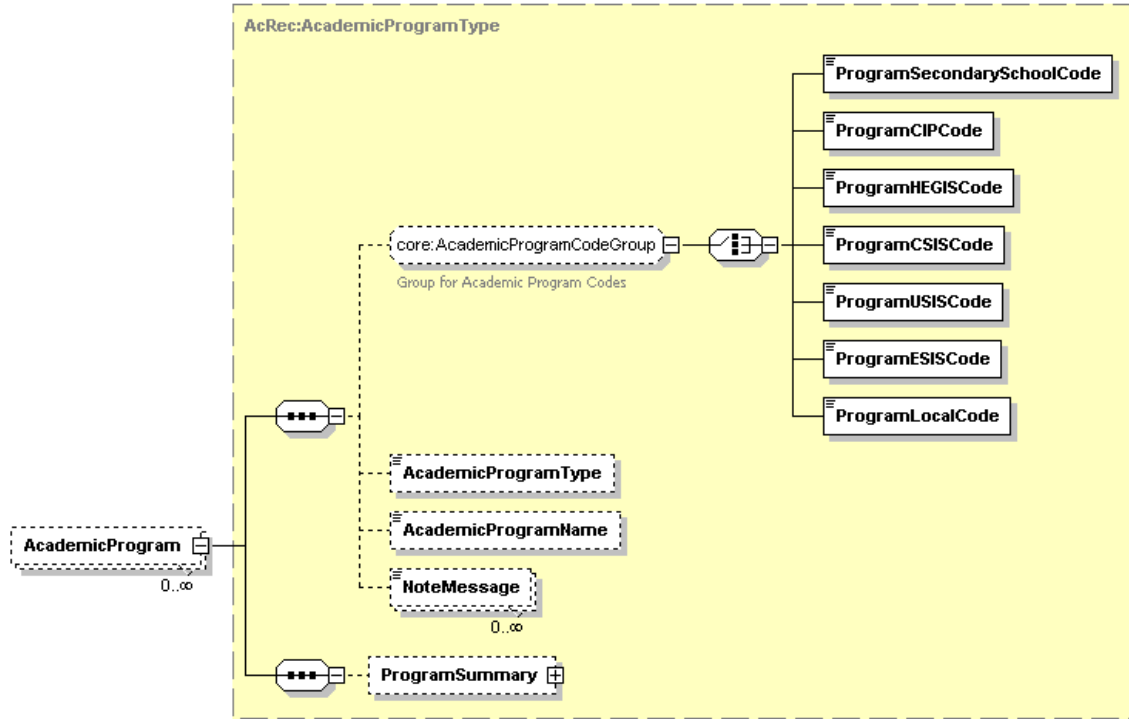 AcRec:AcademicProgramType
ProgramSecondarySchoolCode
ProgramCIPCode
ProgramHEGISCode
core:AcademicProgramCodeGroup
ProgramCSISCode
Group for Academic Program Codes
ProgramUSISCode
ProgramESISCode
ProgramLocalCode
AcademicProgramType
AcademicProgramName
AcademicProgram
0..∞
NoteMessage
0..∞
ProgramSummary